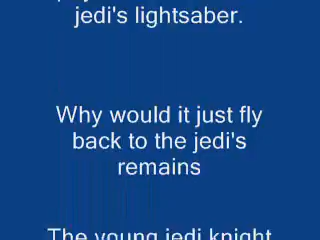 jedi's lightsaber.
Why would it just fly
back to the jedi's
remains
The young jedi knight